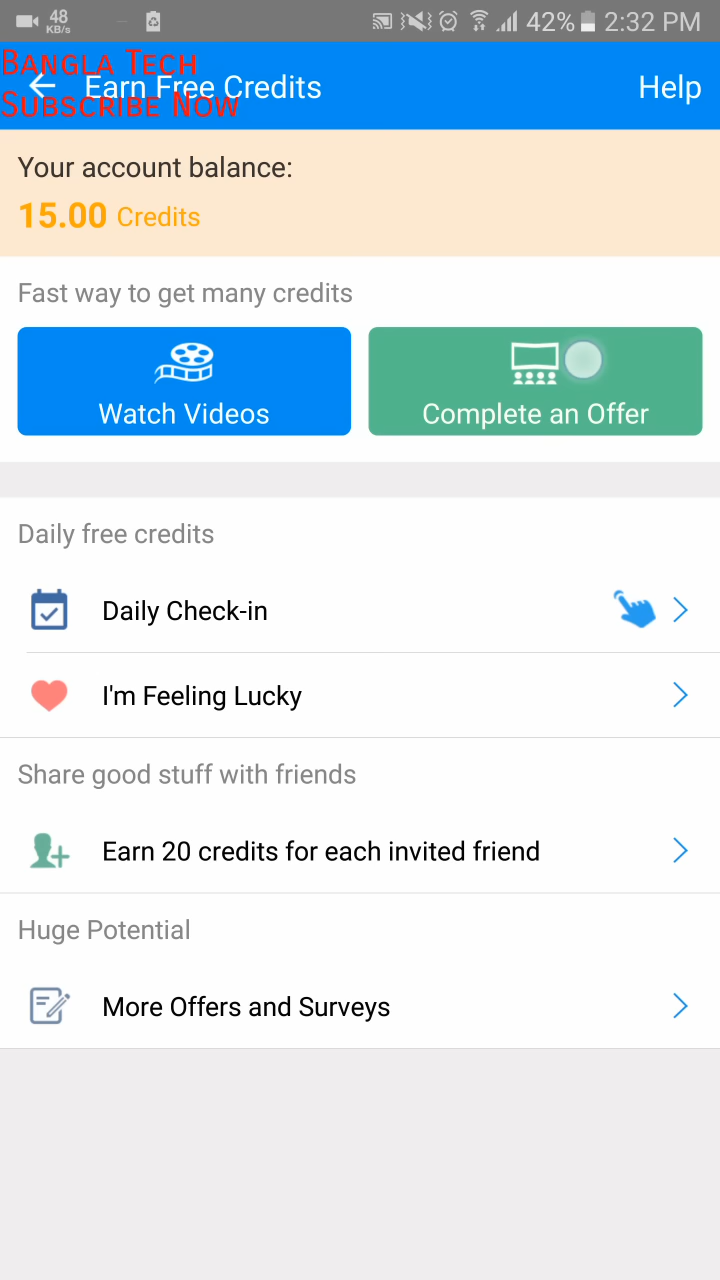 48
KB/s
42%
2:32 PM
BANGLA TECH
SUBSCRIBE NOW
Earn Free Credits
Help
Your account balance:
15.00 Credits
Fast way to get many credits
Watch Videos
Complete an Offer
Daily free credits
Daily Check-in
I'm Feeling Lucky
Share good stuff with friends
Earn 20 credits for each invited friend
Huge Potential
More Offers and Surveys